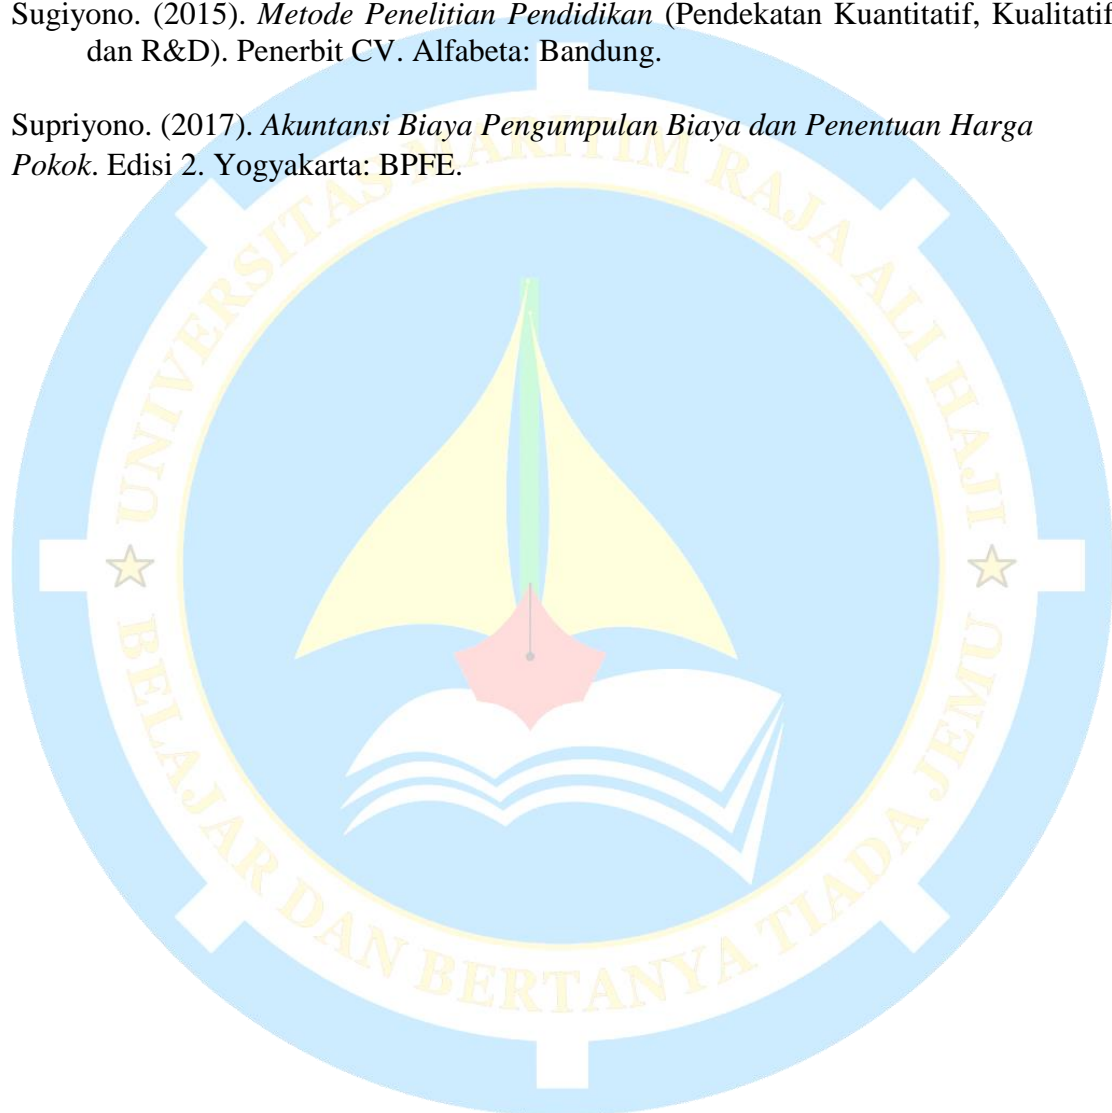 Sugiyono. (2015). Metode Penelitian Pendidikan (Pendekatan Kuantitatif, Kualitatif
dan R&D). Penerbit CV. Alfabeta: Bandung.
Supriyono. (2017). Akuntansi Biaya Pengumpulan Biaya dan Penentuan Harga
Pokok. Edisi 2. Yogyakarta: BPFE.
UNIVERSITAS MARITIM RAJA ALI HAJI
BELAJAR DAN BERTANYA TIADA JEMU